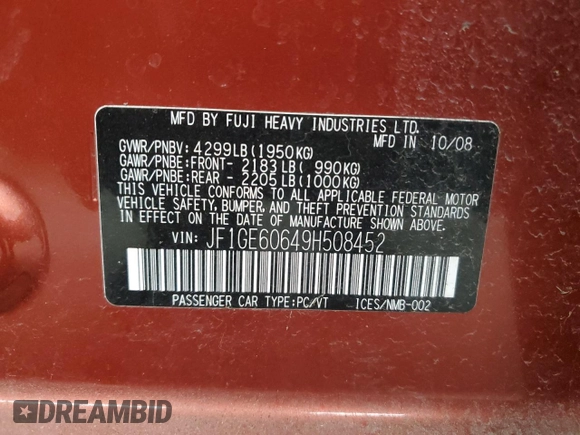 MFD BY FUJI HEAVY INDUSTRIES LTD.
MFD IN 10/08
GVWR/PNBV: 4299LB(1950KG)
GAWR/PNBE:FRONT- 2183LB( 990KG)
GAWR/PNBE:REAR - 2205LB(1000KG)
THIS VEHICLE CONFORMS TO ALL APPLICABLE FEDERAL MOTOR
VEHICLE SAFETY, BUMPER, AND THEFT PREVENTION STANDARDS
IN EFFECT ON THE DATE OF MANUFACTURE SHOWN ABOVE.
VIN: JF1GE60649H508452
PASSENGER CAR TYPE:PC/VT ICES/NMB-002
DREAMBID